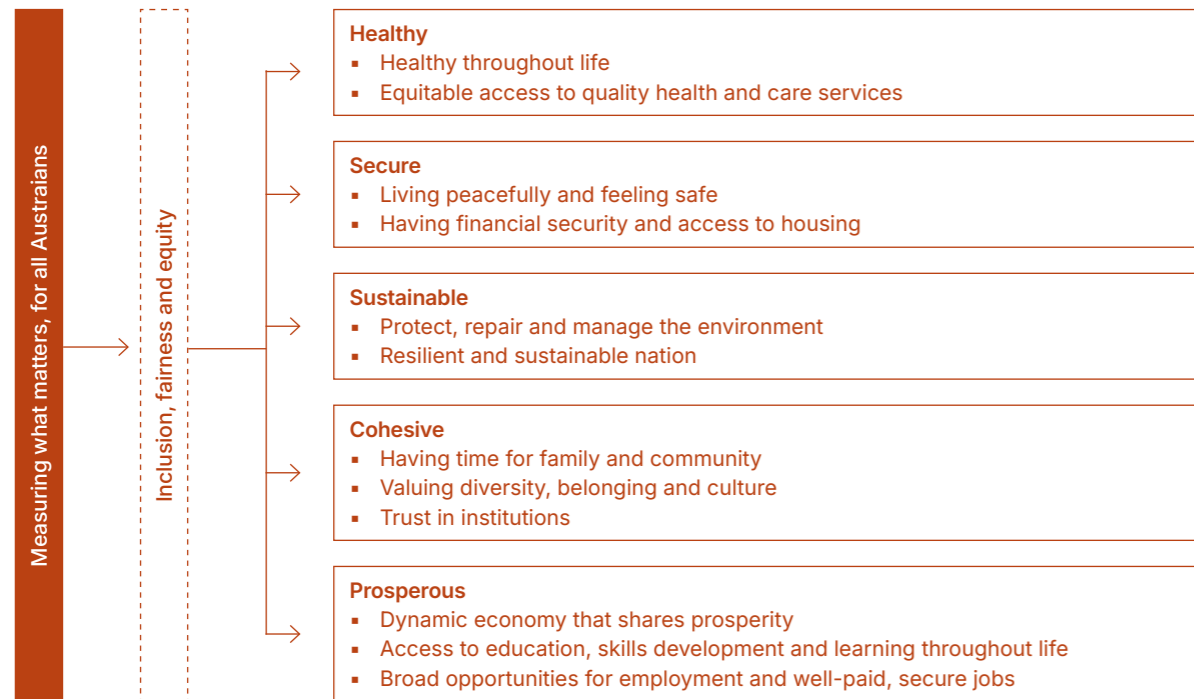 Measuring what matters, for all Australians
Inclusion, fairness and equity
Healthy
▪ Healthy throughout life
▪ Equitable access to quality health and care services
Secure
▪ Living peacefully and feeling safe
▪ Having financial security and access to housing
Sustainable
▪ Protect, repair and manage the environment
▪ Resilient and sustainable nation
Cohesive
▪ Having time for family and community
▪ Valuing diversity, belonging and culture
▪ Trust in institutions
Prosperous
▪ Dynamic economy that shares prosperity
▪ Access to education, skills development and learning throughout life
▪ Broad opportunities for employment and well-paid, secure jobs